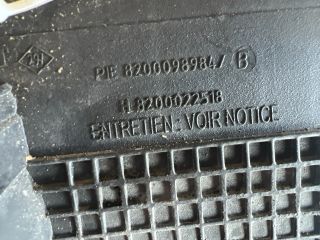 PIE 8200098984/ B
M 8200022518
ENTRETIEN : VOIR NOTICE